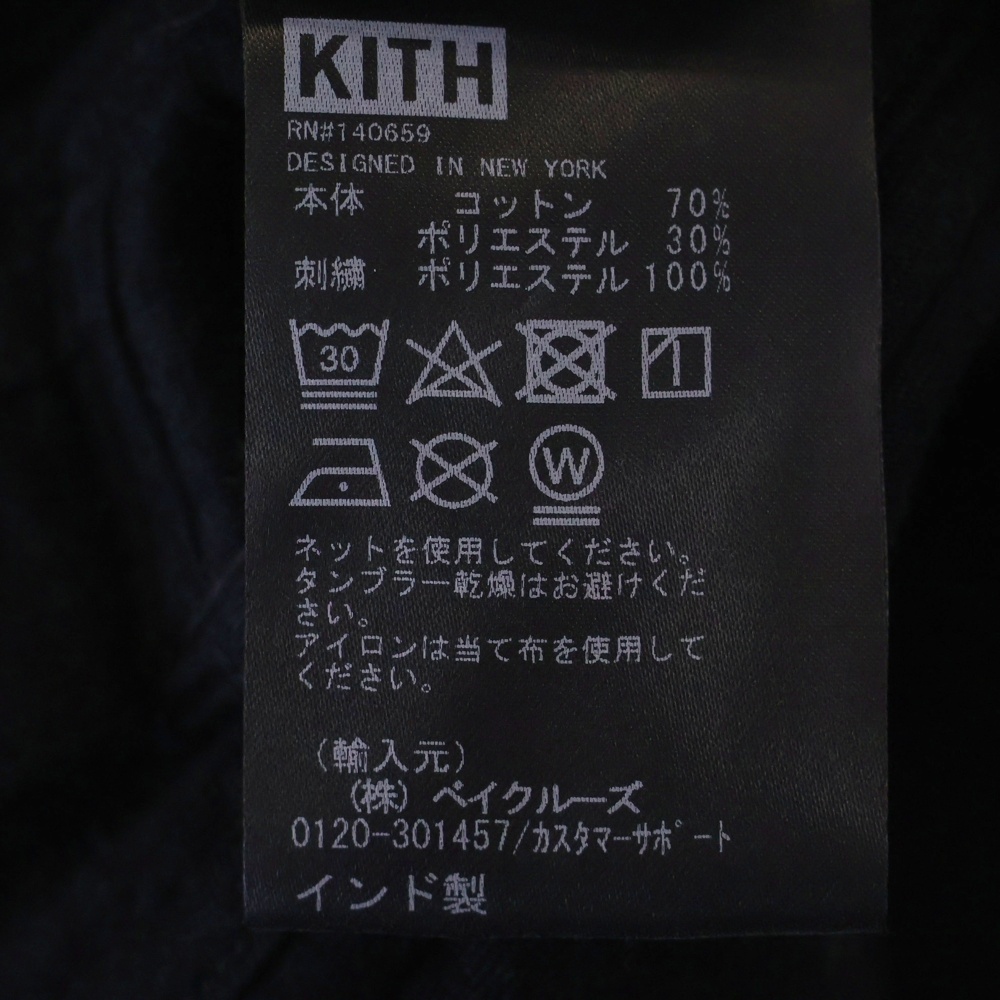 KITH
RN#140659
DESIGNED IN NEW YORK
本体 コットン 70%
ポリエステル 30%
刺繍 ポリエステル 100%
30
W
ネットを使用してください。
タンブラー乾燥はお避けくだ
さい。
アイロンは当て布を使用して
ください。
(輸入元)
(株) ベイクルーズ
0120-301457/カスタマーサポート
インド製